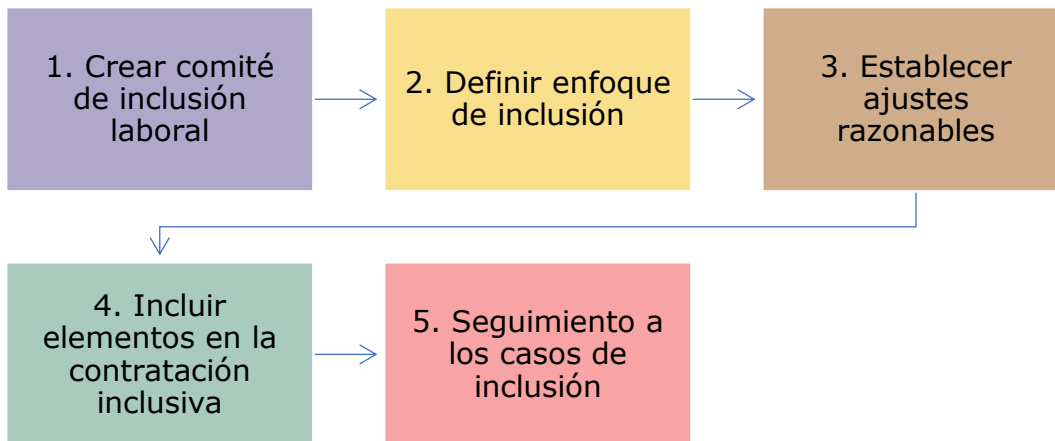 1. Crear comité
de inclusión
laboral
2. Definir enfoque
de inclusión
3. Establecer
ajustes
razonables
4. Incluir
elementos en la
contratación
inclusiva
5. Seguimiento a
los casos de
inclusión